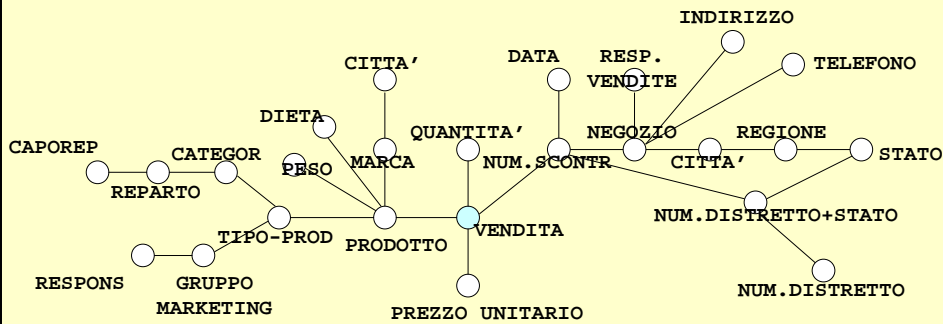 INDIRIZZO
DATA
RESP.
VENDITE
TELEFONO
CITTA'
DIETA
QUANTITA'
NEGOZIO
REGIONE
CAPOREP
CATEGOR
PESO
MARCA
NUM.SCONTR
CITTA'
STATO
REPARTO
TIPO-PROD
PRODOTTO
VENDITA
NUM.DISTRETTO+STATO
RESPONS
GRUPPO
MARKETING
NUM.DISTRETTO
PREZZO UNITARIO